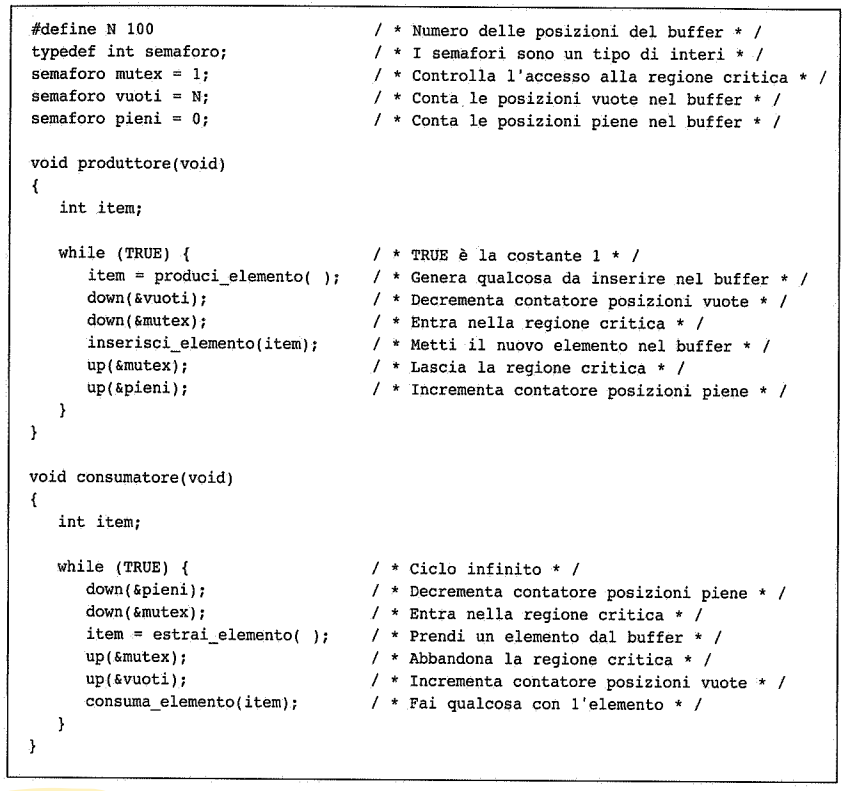 #define N 100 / * Numero delle posizioni del buffer * /
typedef int semaforo; / * I semafori sono un tipo di interi * /
semaforo mutex = 1; / * Controlla l'accesso alla regione critica * /
semaforo vuoti = N; / * Conta le posizioni vuote nel buffer * /
semaforo pieni = 0; / * Conta le posizioni piene nel buffer * /
void produttore(void)
{
int item;
while (TRUE) { / * TRUE è la costante 1 * /
item = produci_elemento( ); / * Genera qualcosa da inserire nel buffer * /
down(&vuoti); / * Decrementa contatore posizioni vuote * /
down(&mutex); / * Entra nella regione critica * /
inserisci_elemento(item); / * Metti il nuovo elemento nel buffer * /
up(&mutex); / * Lascia la regione critica * /
up(&pieni); / * Incrementa contatore posizioni piene * /
}
}
void consumatore(void)
{
int item;
while (TRUE) { / * Ciclo infinito * /
down(&pieni); / * Decrementa contatore posizioni piene * /
down(&mutex); / * Entra nella regione critica * /
item = estrai_elemento( ); / * Prendi un elemento dal buffer * /
up(&mutex); / * Abbandona la regione critica * /
up(&vuoti); / * Incrementa contatore posizioni vuote * /
consuma_elemento(item); / * Fai qualcosa con l'elemento * /
}
}